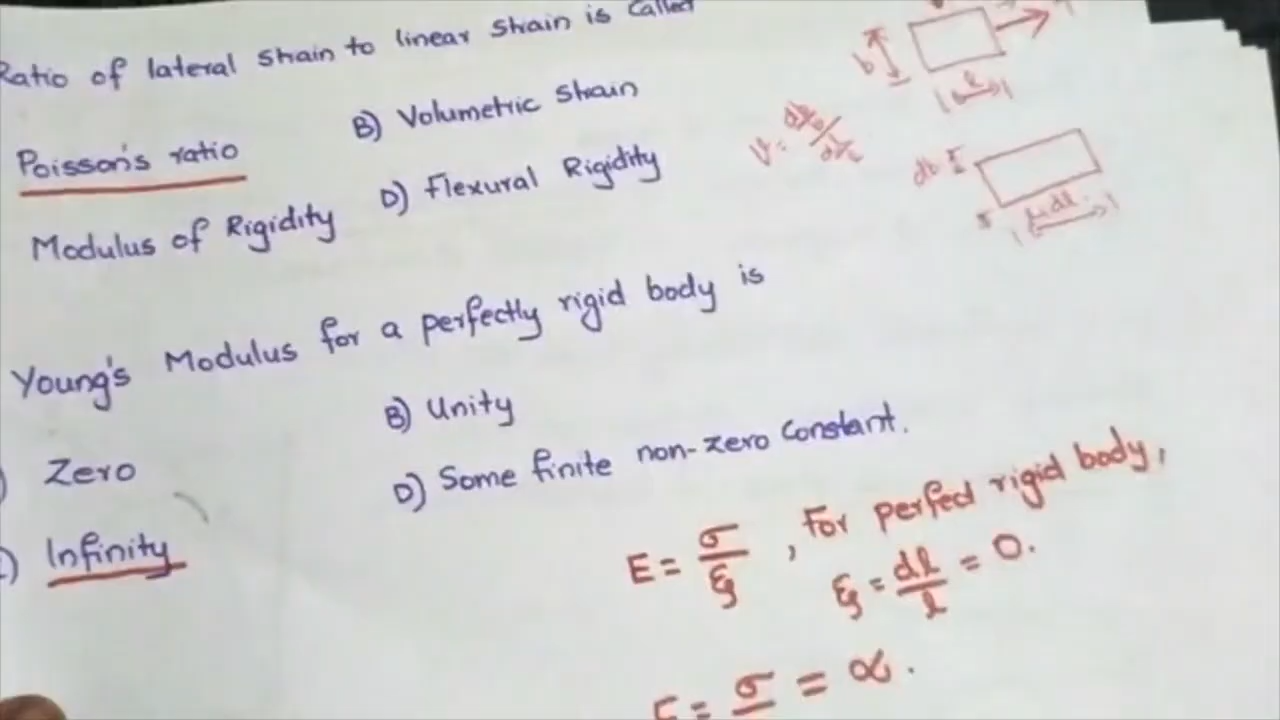 Ratio of lateral strain to linear strain is called
Poisson's ratio B) Volumetric strain
Modulus of Rigidity D) Flexural Rigidity
b
l
db
dl
Young's Modulus for a perfectly rigid body is
) Zero B) Unity
) Infinity D) Some finite non-zero constant.
E = σ/ξ , For perfect rigid body,
ξ = dl/l = 0.
E = σ = ∝ .